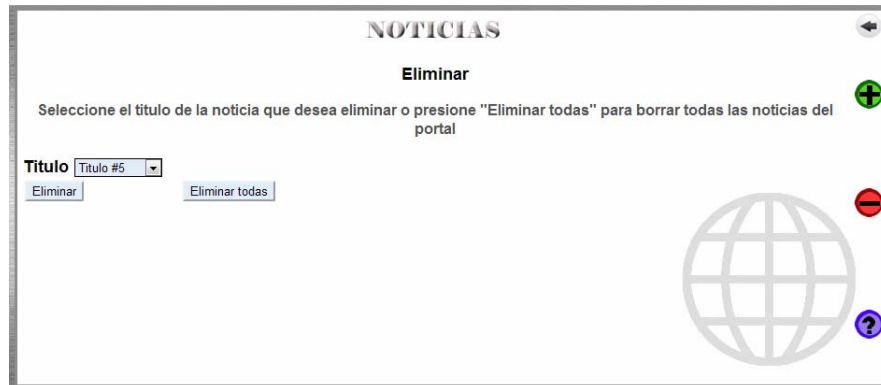 NOTICIAS
Eliminar
Seleccione el titulo de la noticia que desea eliminar o presione "Eliminar todas" para borrar todas las noticias del
portal
Titulo Titulo #5
Eliminar Eliminar todas
?